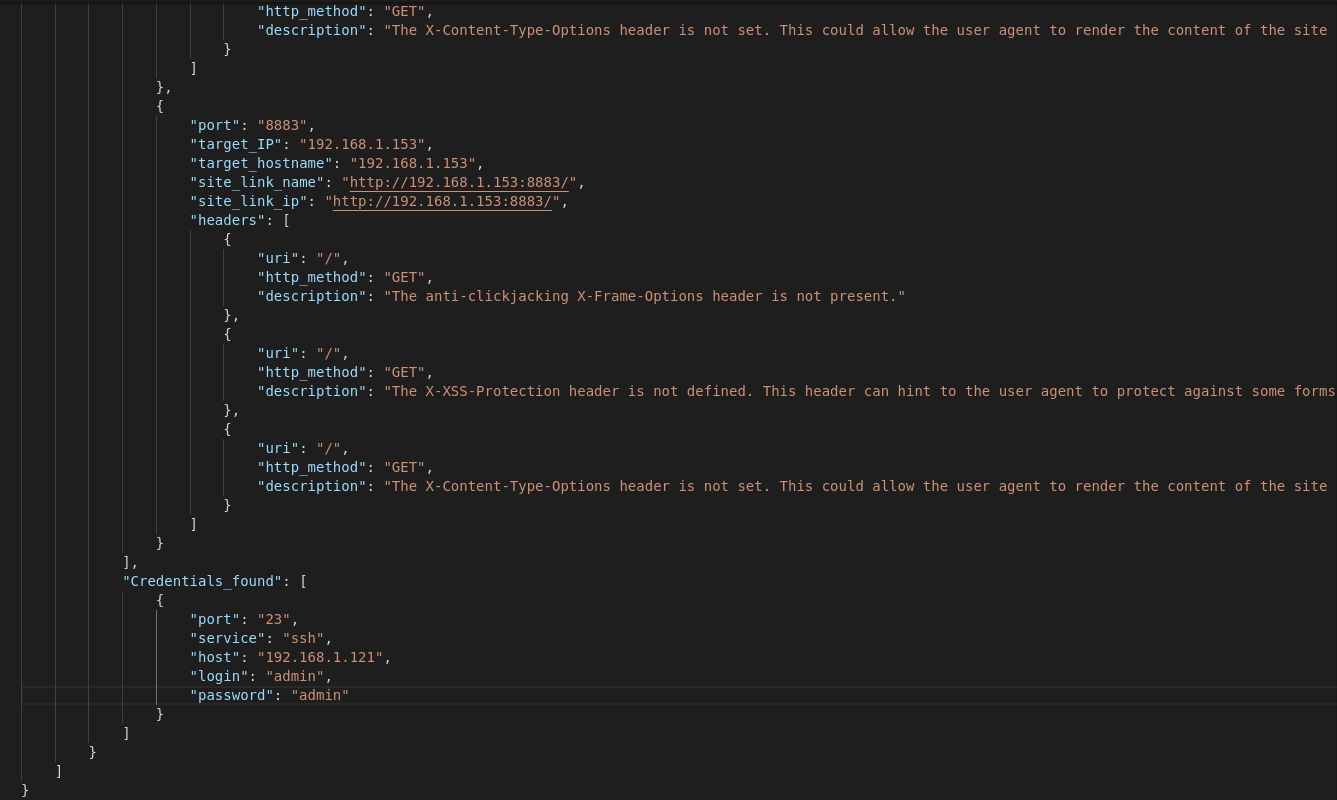 "http_method": "GET",
"description": "The X-Content-Type-Options header is not set. This could allow the user agent to render the content of the site
}
]
},
{
"port": "8883",
"target_IP": "192.168.1.153",
"target_hostname": "192.168.1.153",
"site_link_name": "http://192.168.1.153:8883/",
"site_link_ip": "http://192.168.1.153:8883/",
"headers": [
{
"uri": "/",
"http_method": "GET",
"description": "The anti-clickjacking X-Frame-Options header is not present."
},
{
"uri": "/",
"http_method": "GET",
"description": "The X-XSS-Protection header is not defined. This header can hint to the user agent to protect against some forms
},
{
"uri": "/",
"http_method": "GET",
"description": "The X-Content-Type-Options header is not set. This could allow the user agent to render the content of the site
}
]
}
],
"Credentials_found": [
{
"port": "23",
"service": "ssh",
"host": "192.168.1.121",
"login": "admin",
"password": "admin"
}
]
}
]
}